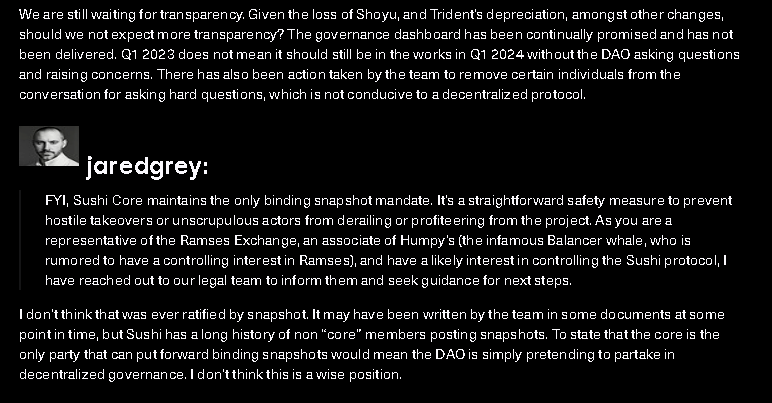 We are still waiting for transparency. Given the loss of Shoyu, and Trident's depreciation, amongst other changes,
should we not expect more transparency? The governance dashboard has been continually promised and has not
been delivered. Q1 2023 does not mean it should still be in the works in Q1 2024 without the DAO asking questions
and raising concerns. There has also been action taken by the team to remove certain individuals from the
conversation for asking hard questions, which is not conducive to a decentralized protocol.
jaredgrey:
FYI, Sushi Core maintains the only binding snapshot mandate. It's a straightforward safety measure to prevent
hostile takeovers or unscrupulous actors from derailing or profiteering from the project. As you are a
representative of the Ramses Exchange, an associate of Humpy's (the infamous Balancer whale, who is
rumored to have a controlling interest in Ramses), and have a likely interest in controlling the Sushi protocol, I
have reached out to our legal team to inform them and seek guidance for next steps.
I don't think that was ever ratified by snapshot. It may have been written by the team in some documents at some
point in time, but Sushi has a long history of non “core” members posting snapshots. To state that the core is the
only party that can put forward binding snapshots would mean the DAO is simply pretending to partake in
decentralized governance. I don't think this is a wise position.